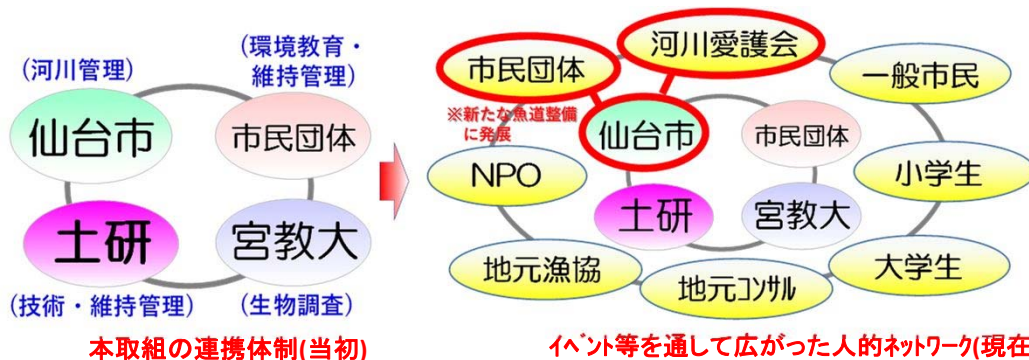 (河川管理)
(環境教育・
維持管理)
仙台市
市民団体
土研
宮教大
(技術・維持管理)
(生物調査)
本取組の連携体制(当初)
市民団体
河川愛護会
一般市民
※新たな魚道整備
に発展
仙台市
市民団体
NPO
小学生
土研
宮教大
地元漁協
地元コンサル
大学生
イベント等を通して広がった人的ネットワーク(現在